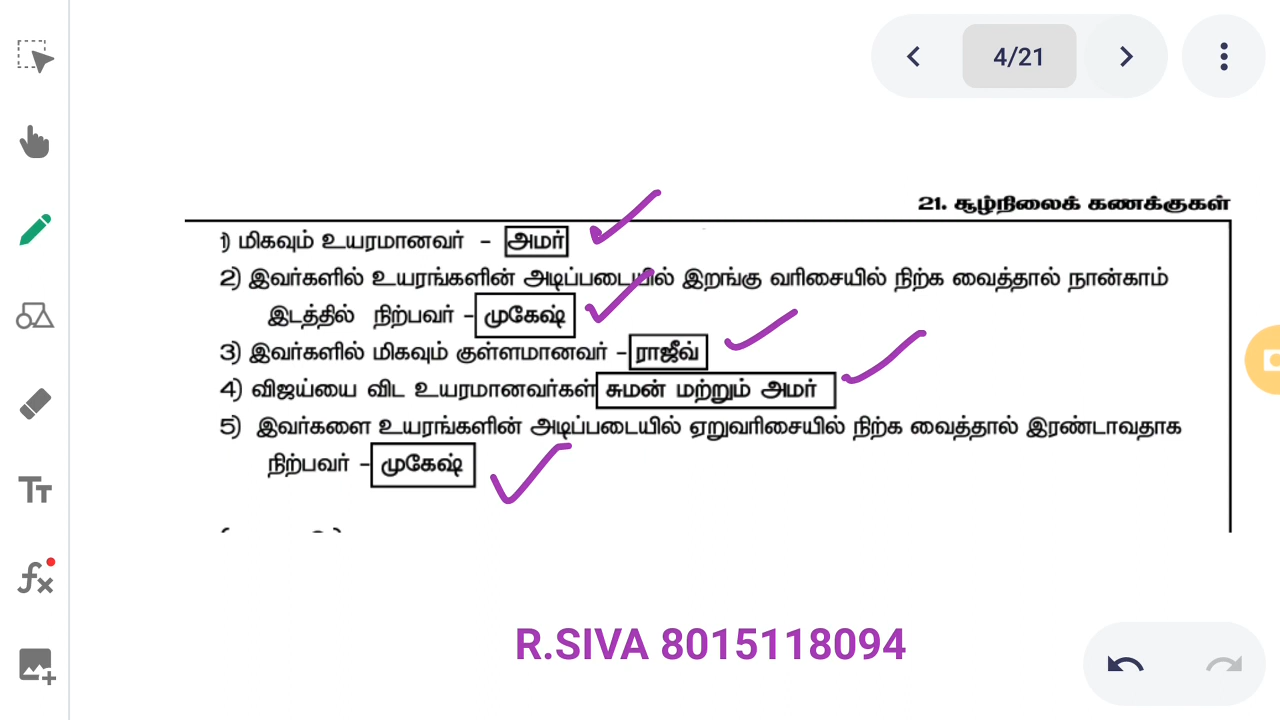 4/21
21. சூழ்நிலைக் கணக்குகள்
1) மிகவும் உயரமானவர் - அமர்
2) இவர்களில் உயரங்களின் அடிப்படையில் இறங்கு வரிசையில் நிற்க வைத்தால் நான்காம்
இடத்தில் நிற்பவர் - முகேஷ்
3) இவர்களில் மிகவும் குள்ளமானவர் - ராஜீவ்
4) விஜய்யை விட உயரமானவர்கள் சுமன் மற்றும் அமர்
5) இவர்களை உயரங்களின் அடிப்படையில் ஏறுவரிசையில் நிற்க வைத்தால் இரண்டாவதாக
நிற்பவர் - முகேஷ்
Tт
fx
R.SIVA 8015118094